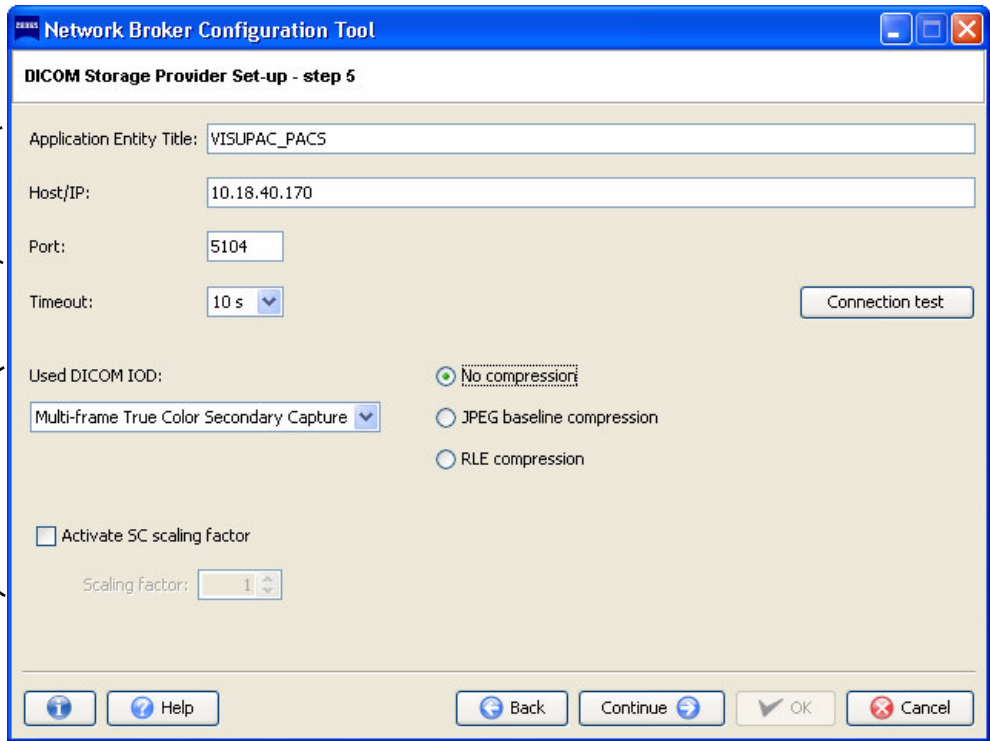 ZEISS Network Broker Configuration Tool
DICOM Storage Provider Set-up - step 5
Application Entity Title: VISUPAC_PACS
Host/IP: 10.18.40.170
Port: 5104
Timeout: 10 s Connection test
Used DICOM IOD: No compression
Multi-frame True Color Secondary Capture JPEG baseline compression
RLE compression
Activate SC scaling factor
Scaling factor: 1
Help Back Continue OK Cancel